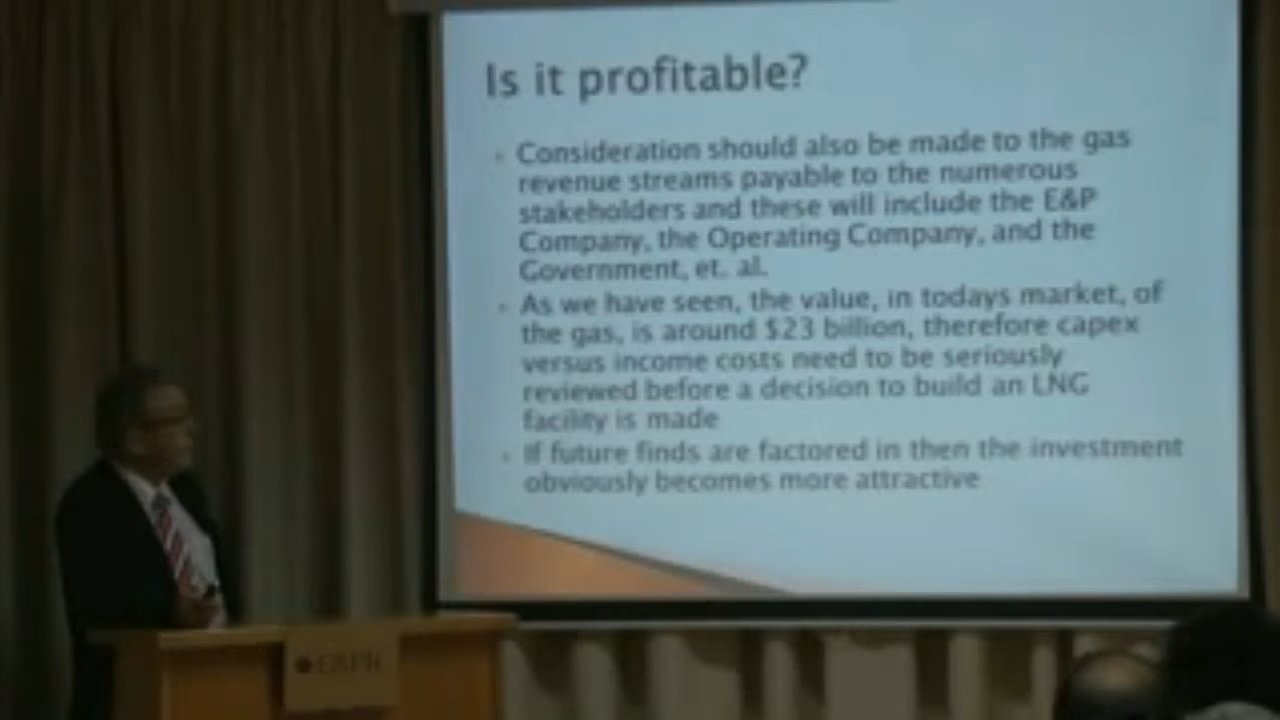 Is it profitable?
Consideration should also be made to the gas
revenue streams payable to the numerous
stakeholders and these will include the E&P
Company, the Operating Company, and the
Government, et. al.
As we have seen, the value, in todays market, of
the gas, is around $23 billion, therefore capex
versus income costs need to be seriously
reviewed before a decision to build an LNG
facility is made
If future finds are factored in then the investment
obviously becomes more attractive